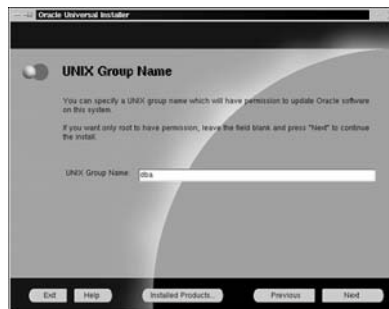 Oracle Universal Installer
UNIX Group Name
You can specify a UNIX group name which will have permission to update Oracle software
on this system.
If you want only root to have permission, leave the field blank and press "Next" to continue
the install.
UNIX Group Name:
dba
Exit
Help
Installed Products...
Previous
Next